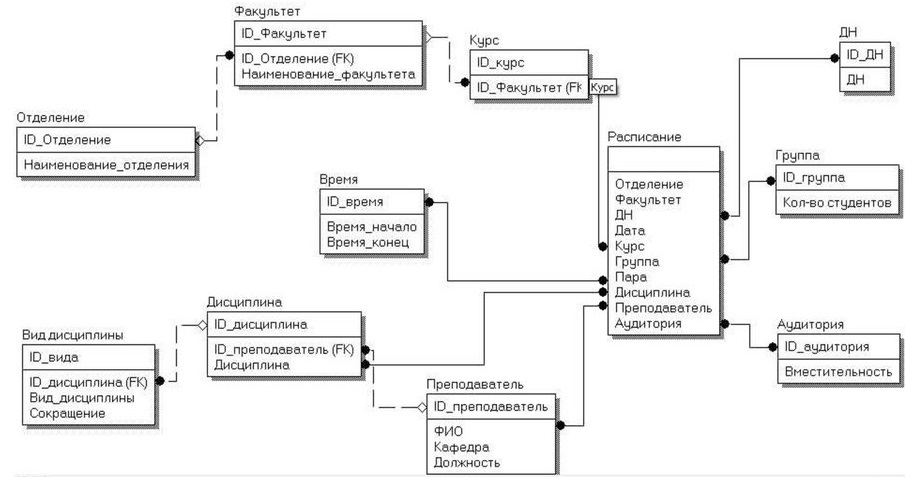 Факультет
ID_Факультет
ID_Отделение (FK)
Наименование_факультета
Курс
ID_курс
ID_Факультет (FK
Курс
ДН
ID_ДН
ДН
Отделение
ID_Отделение
Наименование_отделения
Расписание
Отделение
Факультет
ДН
Дата
Курс
Группа
Пара
Дисциплина
Преподаватель
Аудитория
Группа
ID_группа
Кол-во студентов
Время
ID_время
Время_начало
Время_конец
Дисциплина
ID_дисциплина
ID_преподаватель (FK)
Дисциплина
Вид дисциплины
ID_вида
ID_дисциплина (FK)
Вид_дисциплины
Сокращение
Аудитория
ID_аудитория
Вместительность
Преподаватель
ID_преподаватель
ФИО
Кафедра
Должность